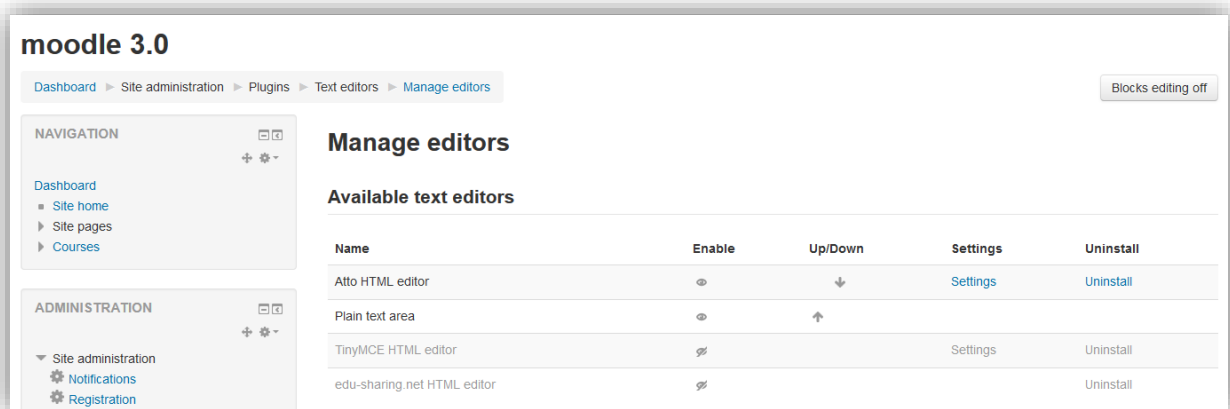 moodle 3.0
Dashboard Site administration Plugins Text editors Manage editors
Blocks editing off
NAVIGATION
Dashboard
Site home
Site pages
Courses
ADMINISTRATION
Site administration
Notifications
Registration
Manage editors
Available text editors
Name Enable Up/Down Settings Uninstall
Atto HTML editor Settings Uninstall
Plain text area
TinyMCE HTML editor Settings Uninstall
edu-sharing.net HTML editor Uninstall